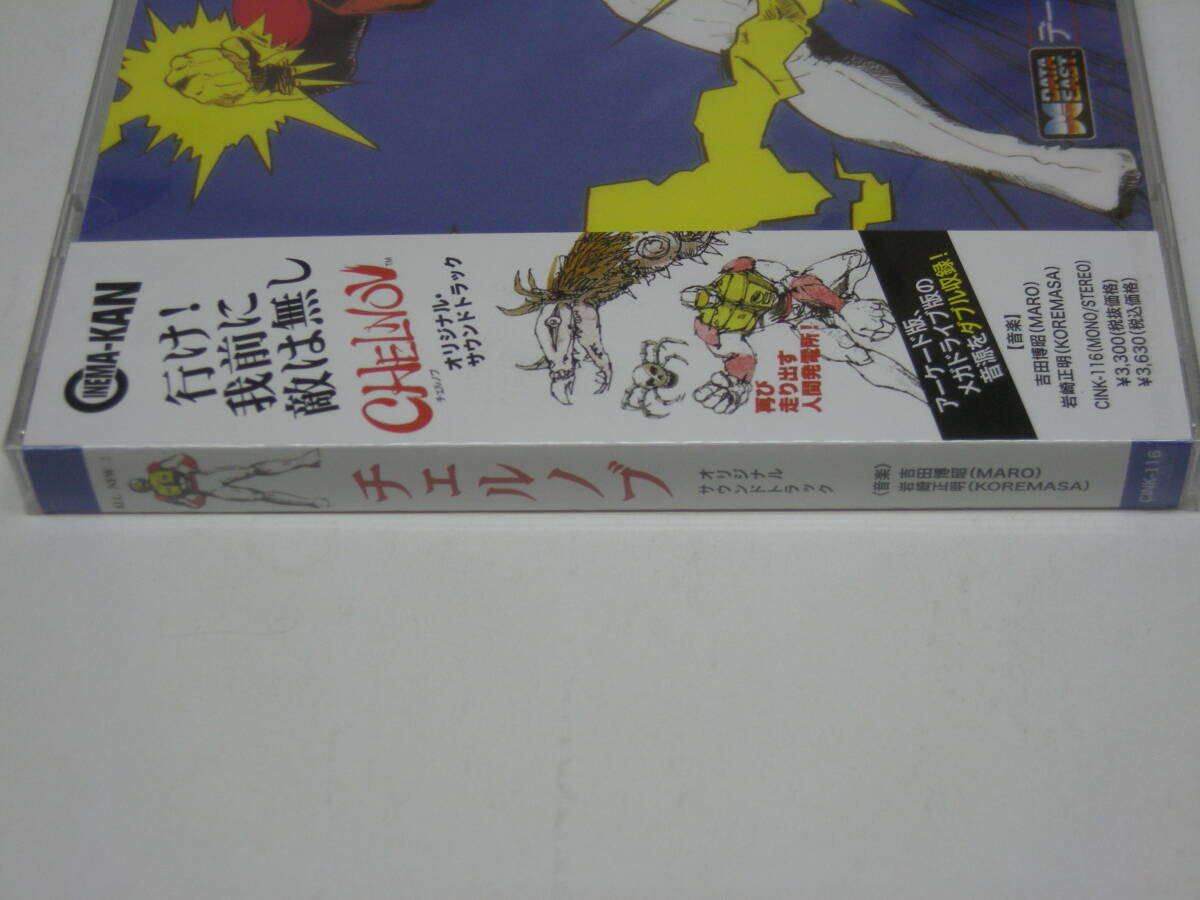 DATA
EAST
デー
CINEMA-KAN
行け!
我前に
敵は無し
CHELNOV™
チェルノブ
オリジナル・
サウンドトラック
再び
走り出す
人間発電所!
アーケード版、
メガドライブ版の
音源をダブル収録!
【音楽】
吉田博昭(MARO)
岩崎正明(KOREMASA)
CINK-116(MONO/STEREO)
¥3,300(税抜価格)
¥3,630(税込価格)
ALL NEW !
チェルノブ
オリジナル
サウンドトラック
《音楽》
吉田博昭(MARO)
岩崎正明(KOREMASA)
CINK-116